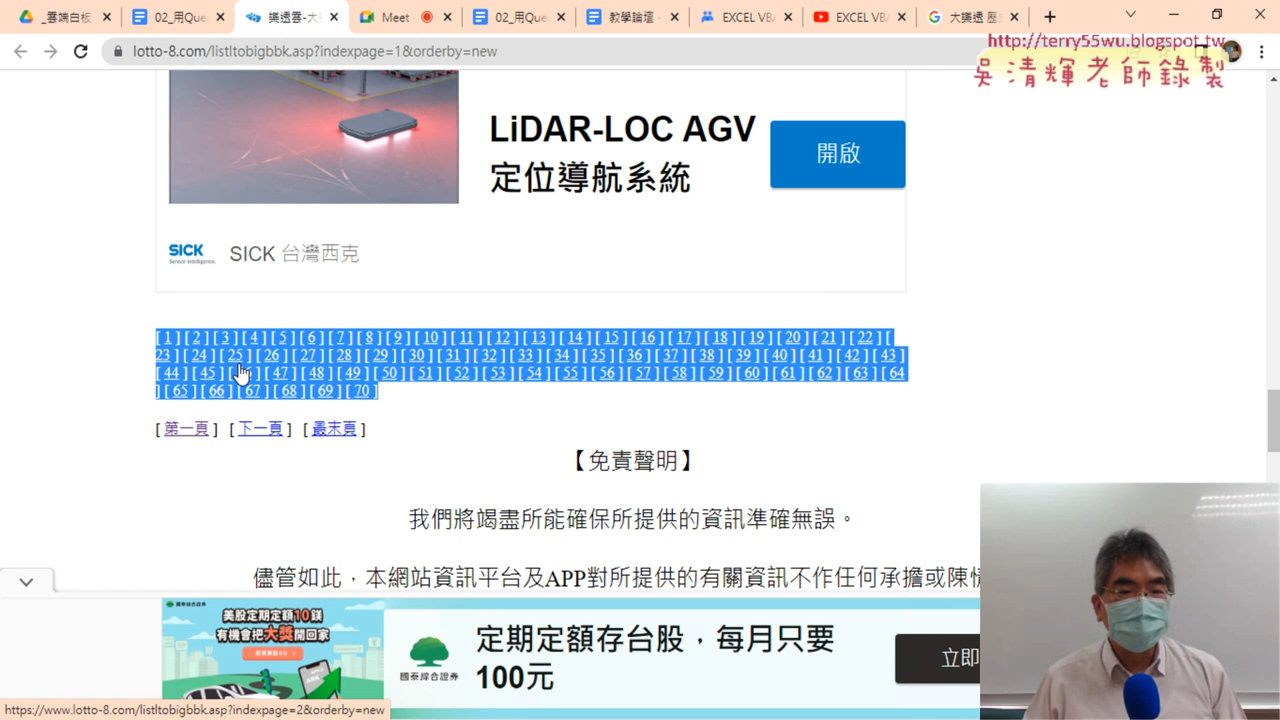 _雲端白板
02_用Que
樂透雲-大
Meet
02_用Que
教學論壇 -
EXCEL VBA
EXCEL VBA
大樂透 歷
lotto-8.com/listltobigbbk.asp?indexpage=1&orderby=new
http://terry55wu.blogspot.tw
吳清輝老師錄製
LiDAR-LOC AGV
定位導航系統
開啟
SICK
Sensor Intelligence.
SICK 台灣西克
[ 1 ] [ 2 ] [ 3 ] [ 4 ] [ 5 ] [ 6 ] [ 7 ] [ 8 ] [ 9 ] [ 10 ] [ 11 ] [ 12 ] [ 13 ] [ 14 ] [ 15 ] [ 16 ] [ 17 ] [ 18 ] [ 19 ] [ 20 ] [ 21 ] [ 22 ] [
23 ] [ 24 ] [ 25 ] [ 26 ] [ 27 ] [ 28 ] [ 29 ] [ 30 ] [ 31 ] [ 32 ] [ 33 ] [ 34 ] [ 35 ] [ 36 ] [ 37 ] [ 38 ] [ 39 ] [ 40 ] [ 41 ] [ 42 ] [ 43 ]
[ 44 ] [ 45 ] [ ] [ 47 ] [ 48 ] [ 49 ] [ 50 ] [ 51 ] [ 52 ] [ 53 ] [ 54 ] [ 55 ] [ 56 ] [ 57 ] [ 58 ] [ 59 ] [ 60 ] [ 61 ] [ 62 ] [ 63 ] [ 64
] [ 65 ] [ 66 ] [ 67 ] [ 68 ] [ 69 ] [ 70 ]
[ 第一頁 ] [ 下一頁 ] [ 最末頁 ]
【免責聲明】
我們將竭盡所能確保所提供的資訊準確無誤。
儘管如此，本網站資訊平台及APP對所提供的有關資訊不作任何承擔或陳
國泰綜合證券
美股定期定額10鎂
有機會把大獎開回家
國泰綜合證券
定期定額存台股，每月只要
100元
立即
https://www.lotto-8.com/listltobigbbk.asp?indexpage=2&orderby=new